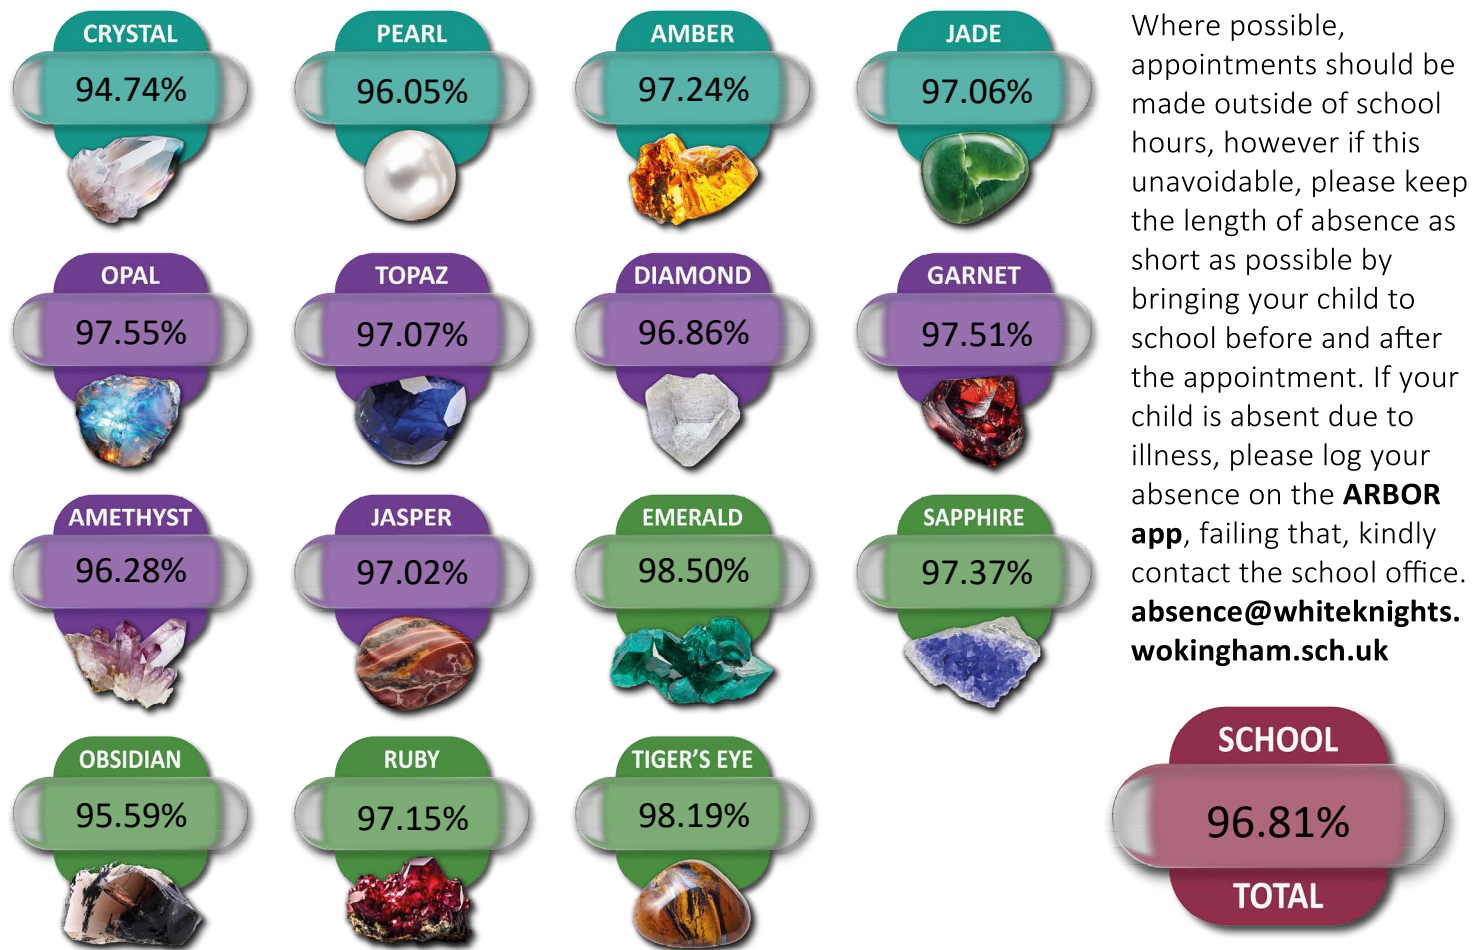 CRYSTAL
94.74%
PEARL
96.05%
AMBER
97.24%
JADE
97.06%
OPAL
97.55%
TOPAZ
97.07%
DIAMOND
96.86%
GARNET
97.51%
AMETHYST
96.28%
JASPER
97.02%
EMERALD
98.50%
SAPPHIRE
97.37%
OBSIDIAN
95.59%
RUBY
97.15%
TIGER'S EYE
98.19%
Where possible,
appointments should be
made outside of school
hours, however if this
unavoidable, please keep
the length of absence as
short as possible by
bringing your child to
school before and after
the appointment. If your
child is absent due to
illness, please log your
absence on the ARBOR
app, failing that, kindly
contact the school office.
absence@whiteknights.
wokingham.sch.uk
SCHOOL
96.81%
TOTAL